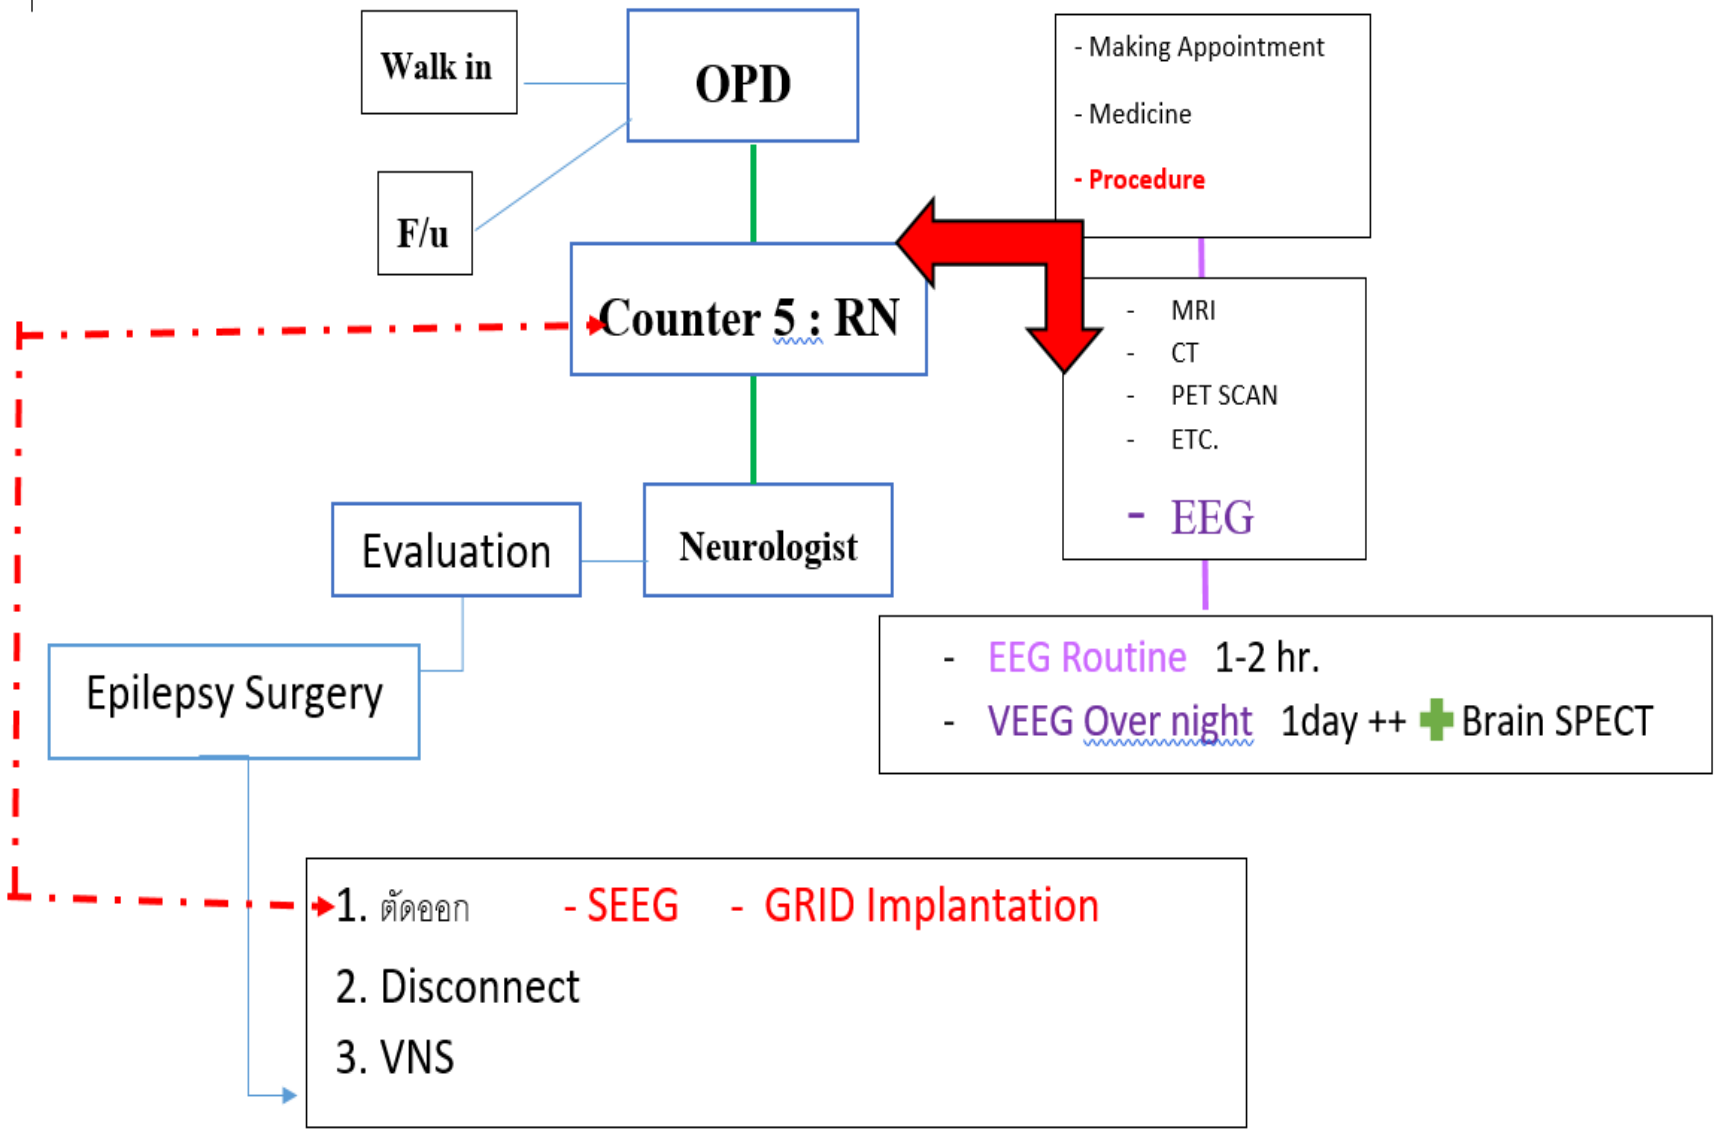 Walk in
OPD
F/u
- Making Appointment
- Medicine
- Procedure
Counter 5 : RN
- MRI
- CT
- PET SCAN
- ETC.
- EEG
Neurologist
Evaluation
Epilepsy Surgery
- EEG Routine 1-2 hr.
- VEEG Over night 1day ++ Brain SPECT
1. ตัดออก - SEEG - GRID Implantation
2. Disconnect
3. VNS